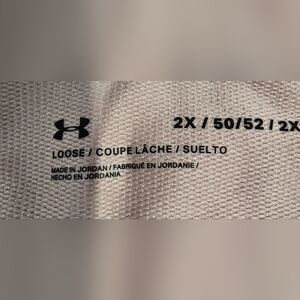 2X / 50/52 / 2X
LOOSE / COUPE LÂCHE / SUELTO
MADE IN JORDAN / FABRIQUÉ EN JORDANIE /
HECHO EN JORDANIA